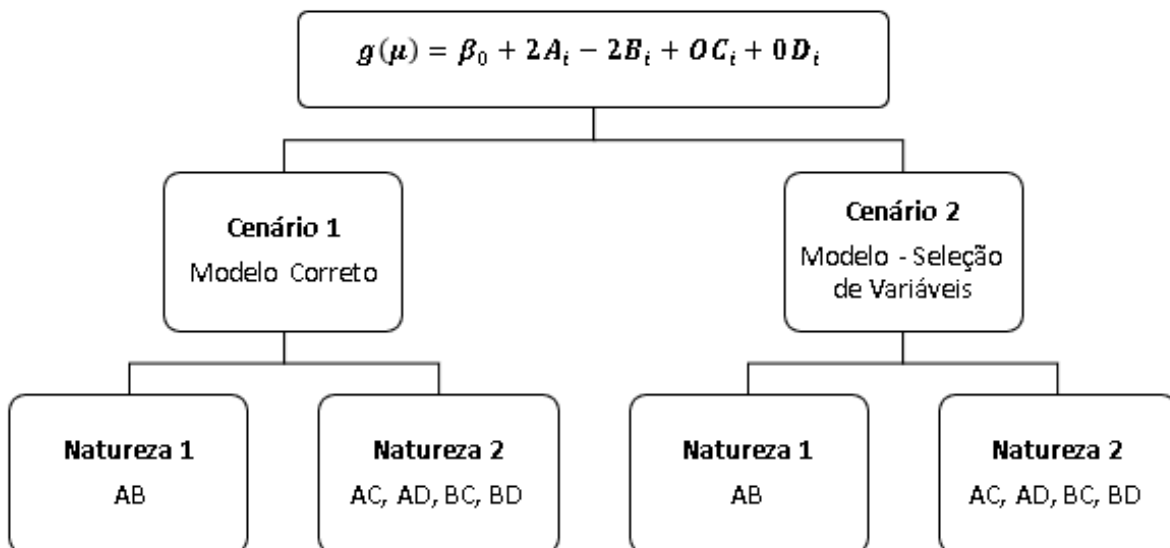 g(μ) = β₀ + 2Aᵢ − 2Bᵢ + OCᵢ + 0Dᵢ
Cenário 1
Modelo Correto
Cenário 2
Modelo - Seleção
de Variáveis
Natureza 1
AB
Natureza 2
AC, AD, BC, BD
Natureza 1
AB
Natureza 2
AC, AD, BC, BD